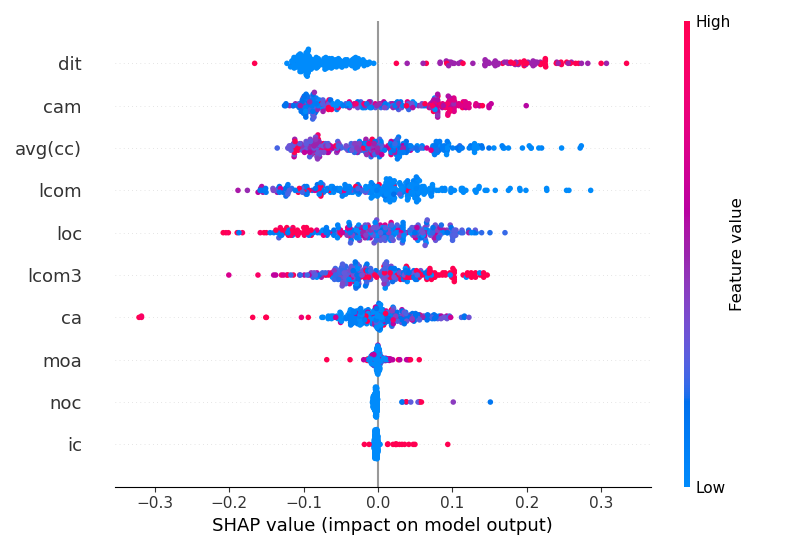 High
dit
cam
avg(cc)
lcom
loc
lcom3
ca
moa
noc
ic
Feature value
Low
−0.3 −0.2 −0.1 0.0 0.1 0.2 0.3
SHAP value (impact on model output)